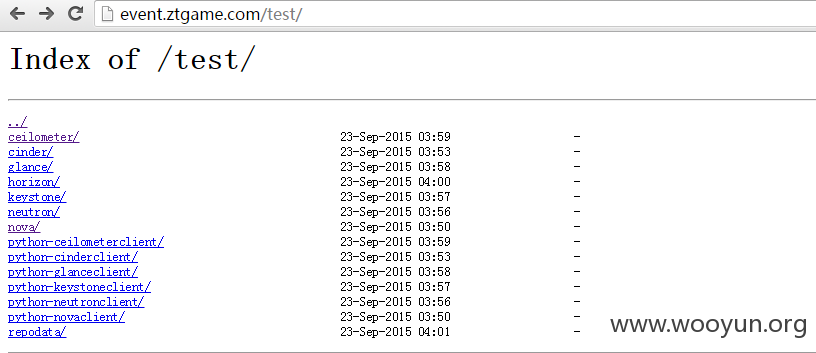 event.ztgame.com/test/
Index of /test/
../
ceilometer/ 23-Sep-2015 03:59 -
cinder/ 23-Sep-2015 03:53 -
glance/ 23-Sep-2015 03:58 -
horizon/ 23-Sep-2015 04:00 -
keystone/ 23-Sep-2015 03:57 -
neutron/ 23-Sep-2015 03:56 -
nova/ 23-Sep-2015 03:50 -
python-ceilometerclient/ 23-Sep-2015 03:59 -
python-cinderclient/ 23-Sep-2015 03:53 -
python-glanceclient/ 23-Sep-2015 03:58 -
python-keystoneclient/ 23-Sep-2015 03:57 -
python-neutronclient/ 23-Sep-2015 03:56 -
python-novaclient/ 23-Sep-2015 03:50 -
repodata/ 23-Sep-2015 04:01 -
www.wooyun.org